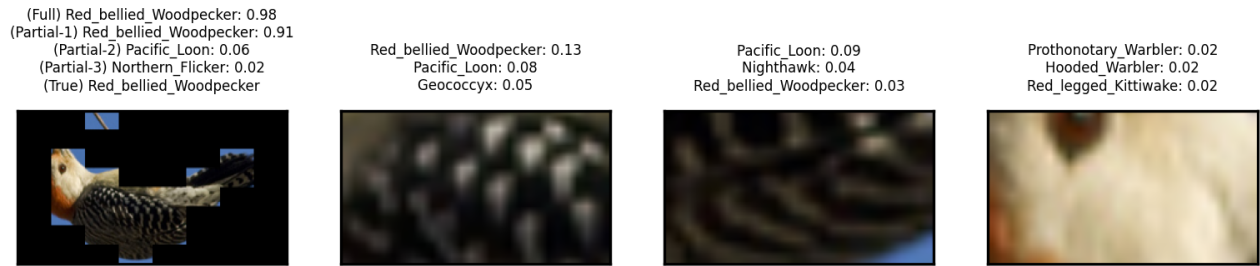 (Full) Red_bellied_Woodpecker: 0.98
(Partial-1) Red_bellied_Woodpecker: 0.91
(Partial-2) Pacific_Loon: 0.06
(Partial-3) Northern_Flicker: 0.02
(True) Red_bellied_Woodpecker
Red_bellied_Woodpecker: 0.13
Pacific_Loon: 0.08
Geococcyx: 0.05
Pacific_Loon: 0.09
Nighthawk: 0.04
Red_bellied_Woodpecker: 0.03
Prothonotary_Warbler: 0.02
Hooded_Warbler: 0.02
Red_legged_Kittiwake: 0.02